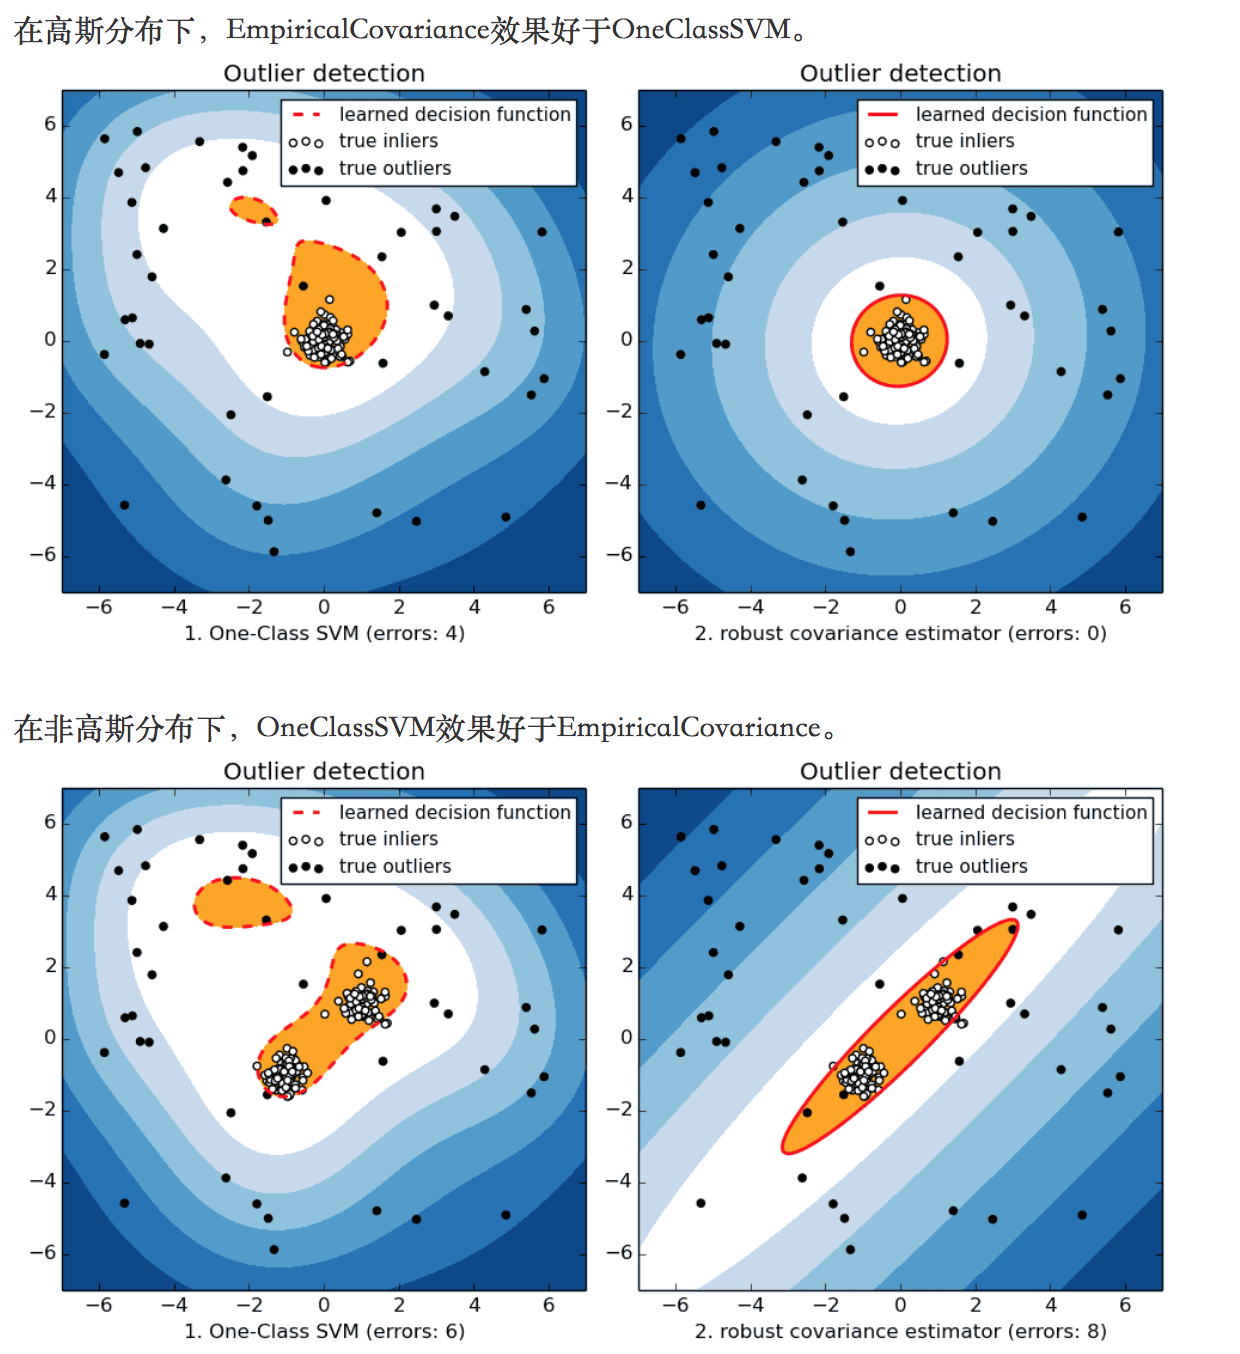 在高斯分布下，EmpiricalCovariance效果好于OneClassSVM。
Outlier detection
learned decision function
true inliers
true outliers
6
4
2
0
−2
−4
−6
−6 −4 −2 0 2 4 6
1. One-Class SVM (errors: 4)
Outlier detection
learned decision function
true inliers
true outliers
6
4
2
0
−2
−4
−6
−6 −4 −2 0 2 4 6
2. robust covariance estimator (errors: 0)
在非高斯分布下，OneClassSVM效果好于EmpiricalCovariance。
Outlier detection
learned decision function
true inliers
true outliers
6
4
2
0
−2
−4
−6
−6 −4 −2 0 2 4 6
1. One-Class SVM (errors: 6)
Outlier detection
learned decision function
true inliers
true outliers
6
4
2
0
−2
−4
−6
−6 −4 −2 0 2 4 6
2. robust covariance estimator (errors: 8)